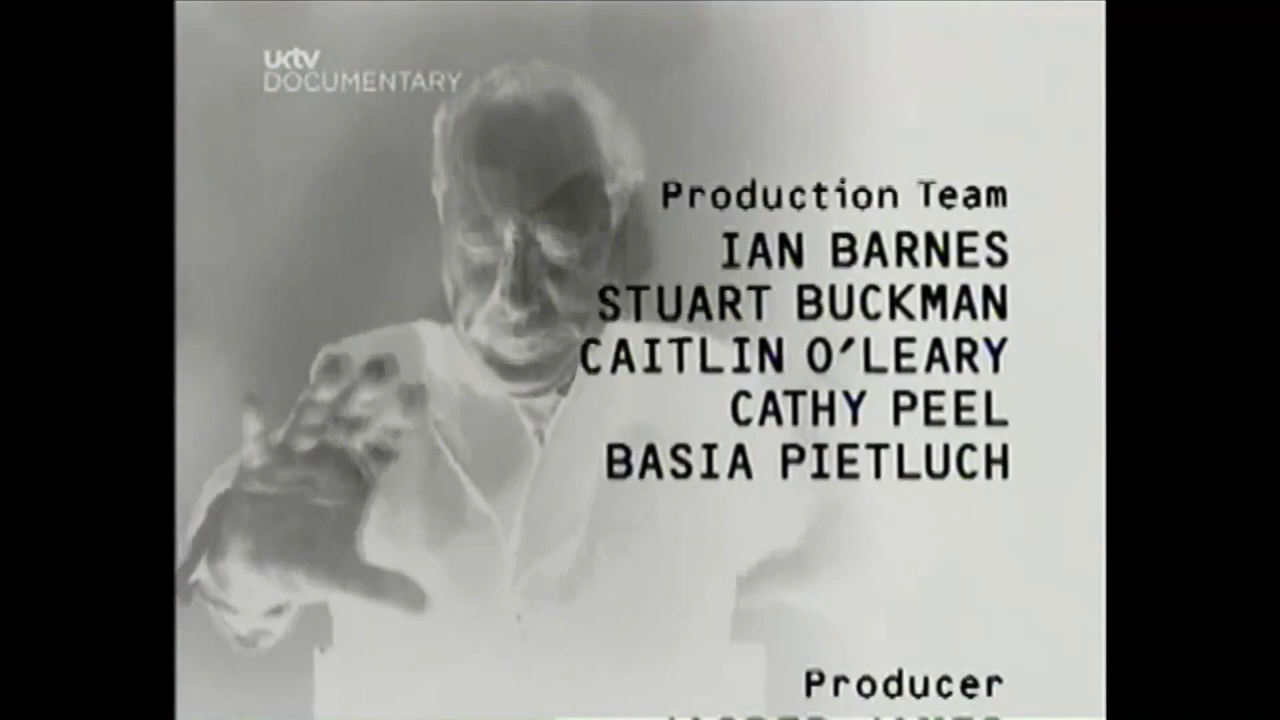 uktv
DOCUMENTARY
Production Team
IAN BARNES
STUART BUCKMAN
CAITLIN O'LEARY
CATHY PEEL
BASIA PIETLUCH
Producer